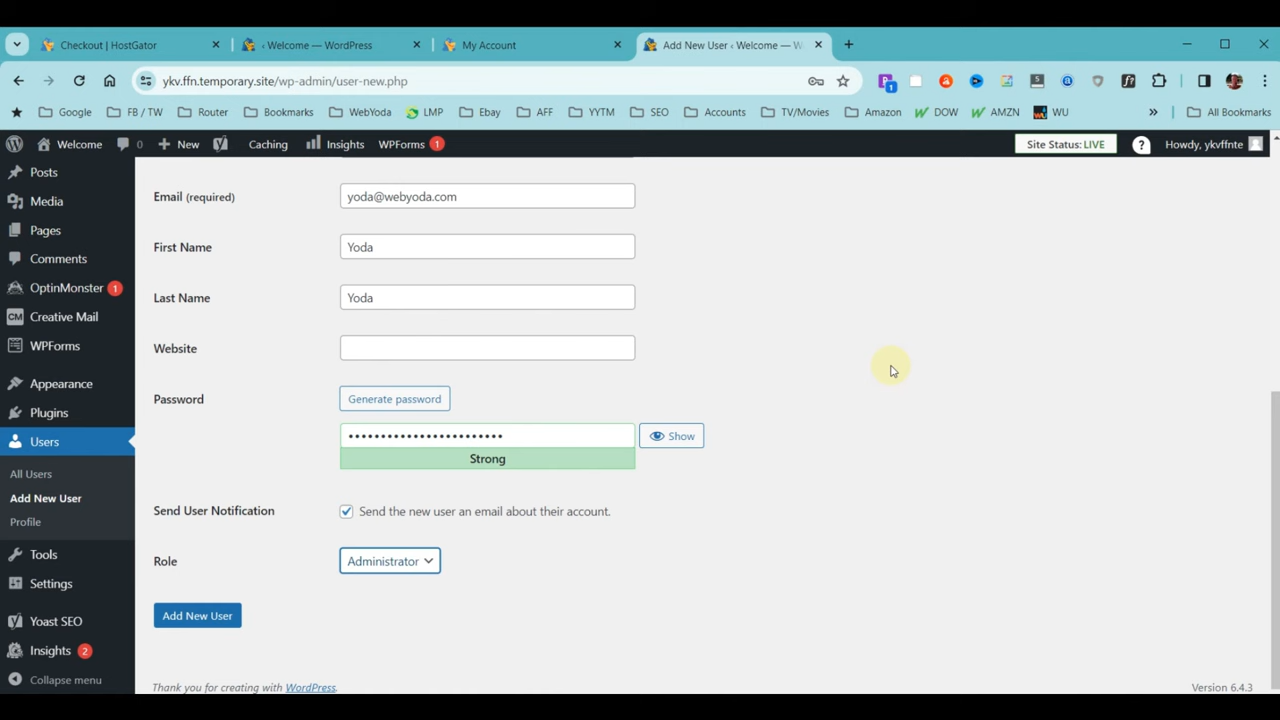 Checkout | HostGator
‹ Welcome — WordPress
My Account
Add New User ‹ Welcome — W
ykv.ffn.temporary.site/wp-admin/user-new.php
Google
FB / TW
Router
Bookmarks
WebYoda
LMP
Ebay
AFF
YYTM
SEO
Accounts
TV/Movies
Amazon
DOW
AMZN
WU
»
All Bookmarks
Welcome
0
New
Caching
Insights
WPForms 1
Site Status: LIVE
Howdy, ykvffnte
Posts
Media
Pages
Comments
OptinMonster 1
CM Creative Mail
WPForms
Appearance
Plugins
Users
All Users
Add New User
Profile
Tools
Settings
Yoast SEO
Insights 2
Collapse menu
Email (required)
yoda@webyoda.com
First Name
Yoda
Last Name
Yoda
Website
Password
Generate password
••••••••••••••••••••••••
Show
Strong
Send User Notification
Send the new user an email about their account.
Role
Administrator
Add New User
Thank you for creating with WordPress.
Version 6.4.3